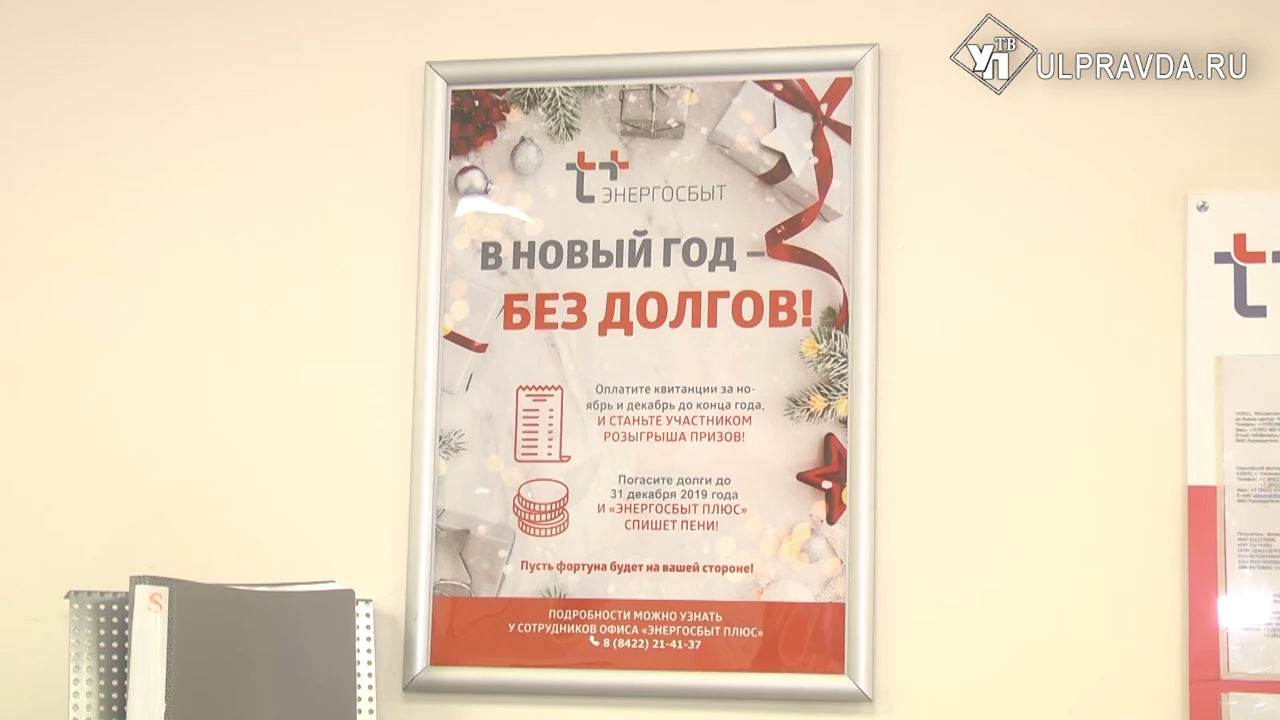 УП ТВ
ULPRAVDA.RU
ЭНЕРГОСБЫТ
В НОВЫЙ ГОД –
БЕЗ ДОЛГОВ!
Оплатите квитанции за но-
ябрь и декабрь до конца года,
И СТАНЬТЕ УЧАСТНИКОМ
РОЗЫГРЫША ПРИЗОВ!
Погасите долги до
31 декабря 2019 года
И «ЭНЕРГОСБЫТ ПЛЮС»
СПИШЕТ ПЕНИ!
Пусть фортуна будет на вашей стороне!
ПОДРОБНОСТИ МОЖНО УЗНАТЬ
У СОТРУДНИКОВ ОФИСА «ЭНЕРГОСБЫТ ПЛЮС»
8 (8422) 21-41-37